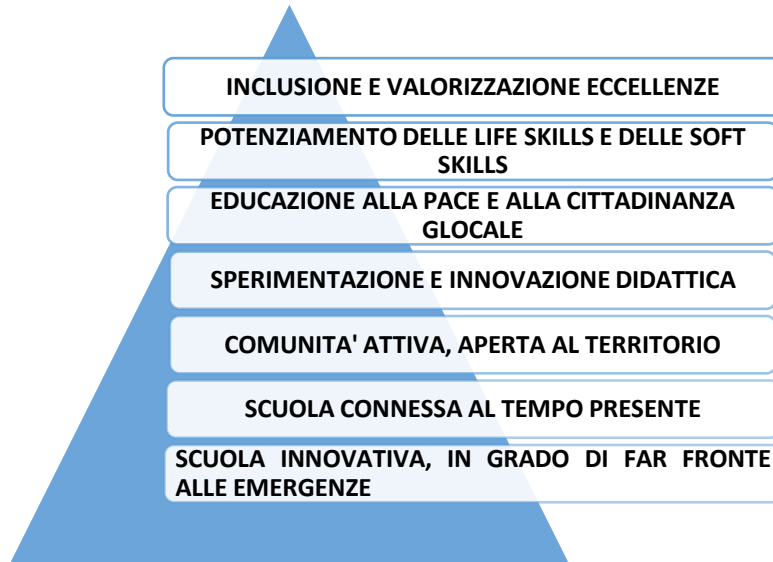 INCLUSIONE E VALORIZZAZIONE ECCELLENZE
POTENZIAMENTO DELLE LIFE SKILLS E DELLE SOFT
SKILLS
EDUCAZIONE ALLA PACE E ALLA CITTADINANZA
GLOCALE
SPERIMENTAZIONE E INNOVAZIONE DIDATTICA
COMUNITA' ATTIVA, APERTA AL TERRITORIO
SCUOLA CONNESSA AL TEMPO PRESENTE
SCUOLA INNOVATIVA, IN GRADO DI FAR FRONTE
ALLE EMERGENZE